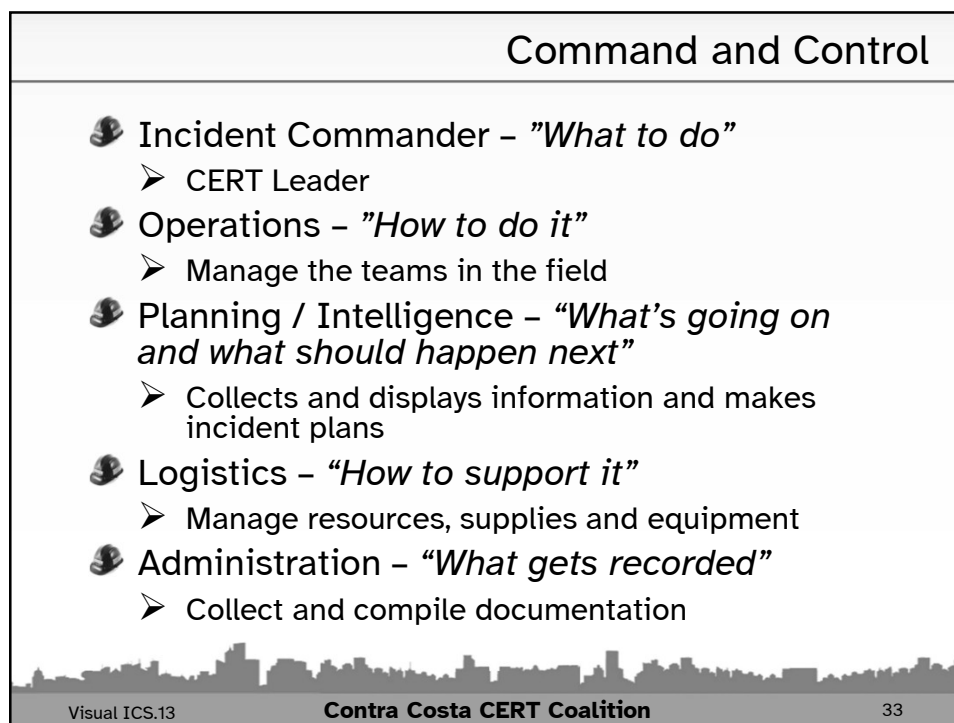 Command and Control
Incident Commander – ”What to do”
➢ CERT Leader
Operations – ”How to do it”
➢ Manage the teams in the field
Planning / Intelligence – “What’s going on
and what should happen next”
➢ Collects and displays information and makes
incident plans
Logistics – “How to support it”
➢ Manage resources, supplies and equipment
Administration – “What gets recorded”
➢ Collect and compile documentation
Visual ICS.13 Contra Costa CERT Coalition 33